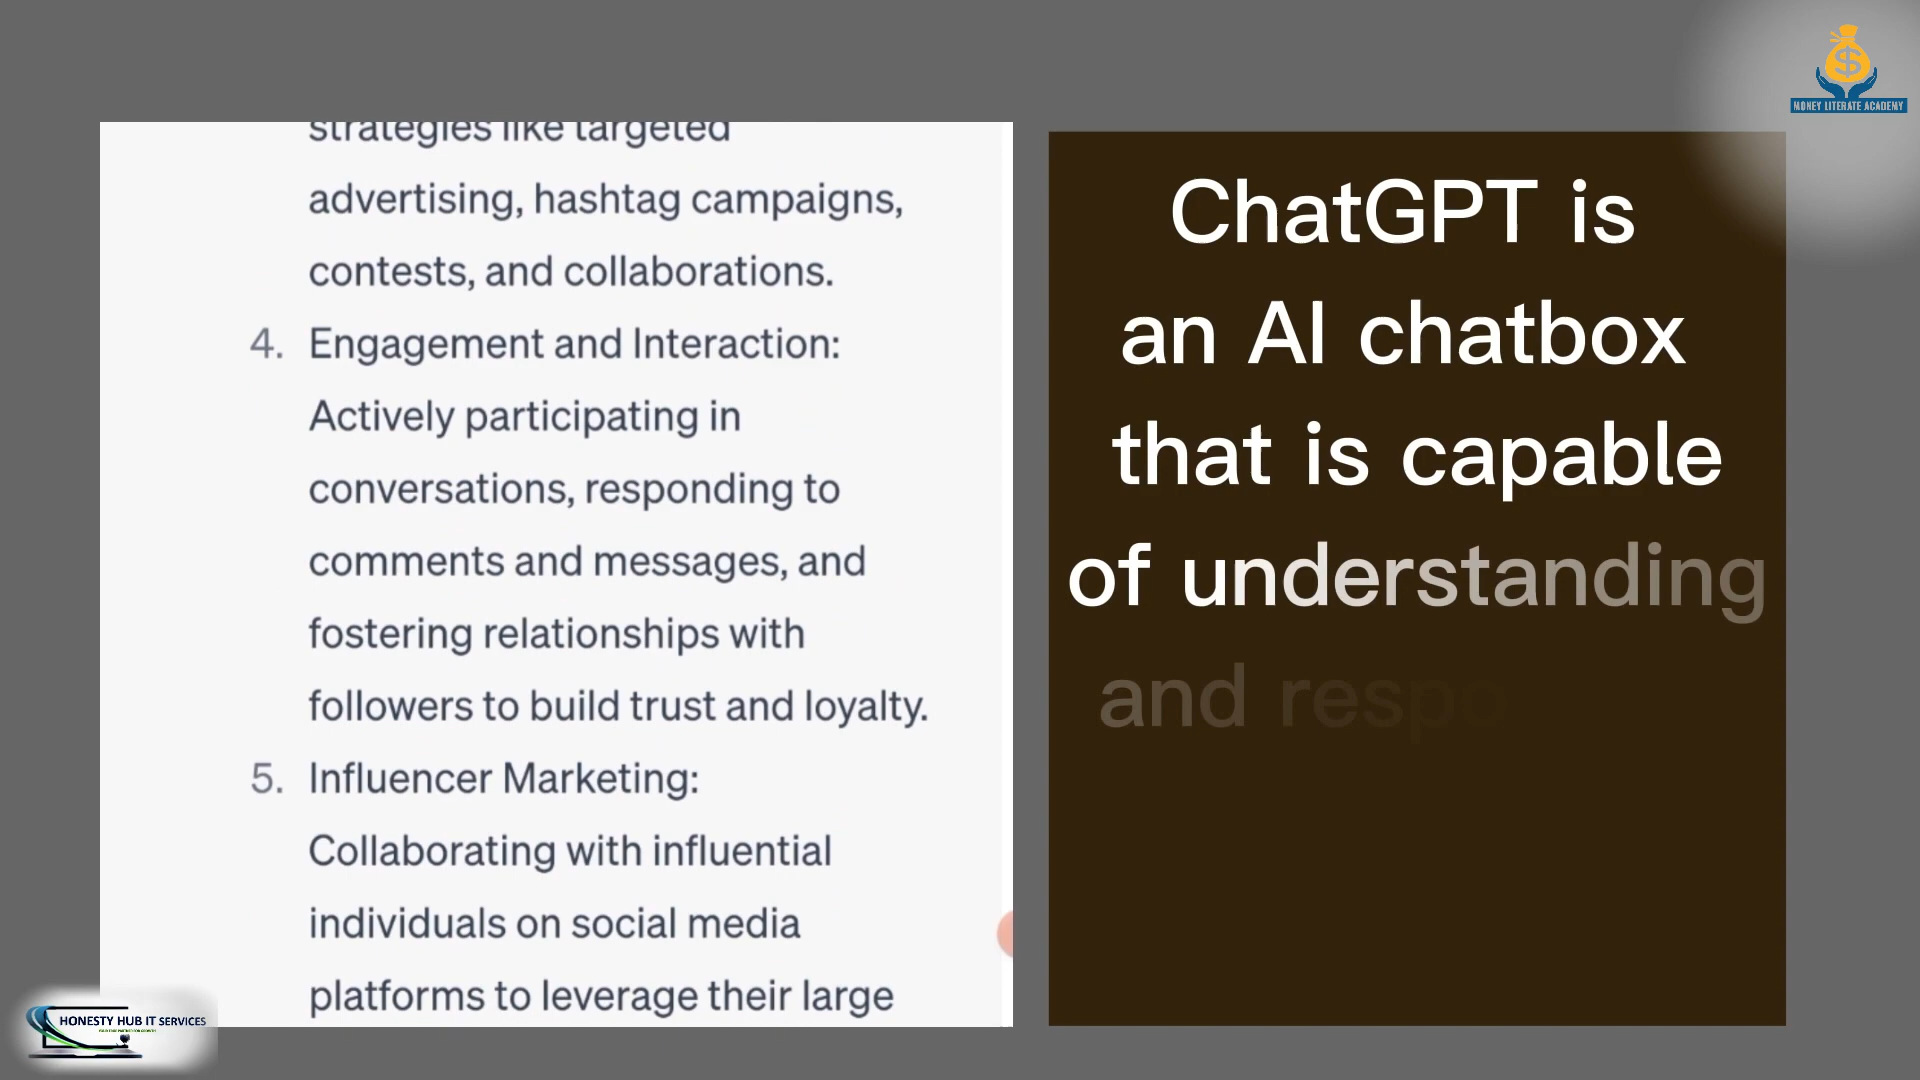 strategies like targeted
advertising, hashtag campaigns,
contests, and collaborations.
4. Engagement and Interaction:
Actively participating in
conversations, responding to
comments and messages, and
fostering relationships with
followers to build trust and loyalty.
5. Influencer Marketing:
Collaborating with influential
individuals on social media
platforms to leverage their large
ChatGPT is
an AI chatbox
that is capable
of understanding
and respo
MONEY LITERATE ACADEMY
HONESTY HUB IT SERVICES